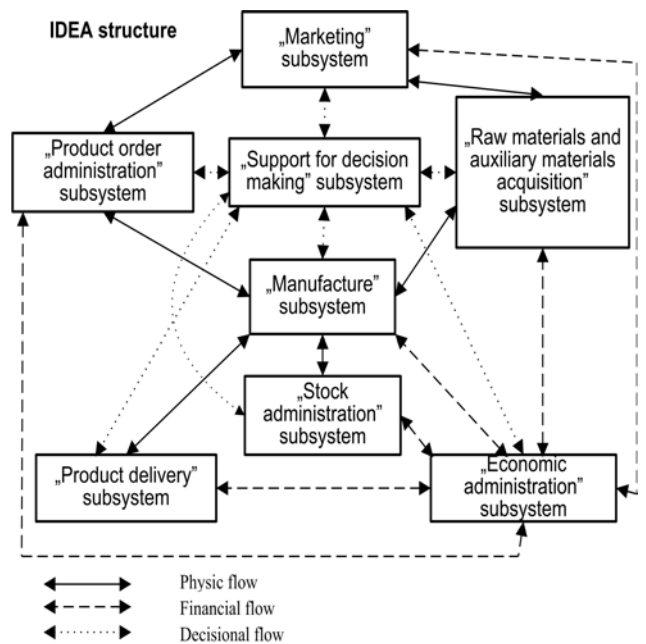 IDEA structure
„Marketing”
subsystem
„Product order
administration”
subsystem
„Support for decision
making” subsystem
„Raw materials and
auxiliary materials
acquisition”
subsystem
„Manufacture”
subsystem
„Stock
administration”
subsystem
„Product delivery”
subsystem
„Economic
administration”
subsystem
Physic flow
Financial flow
Decisional flow